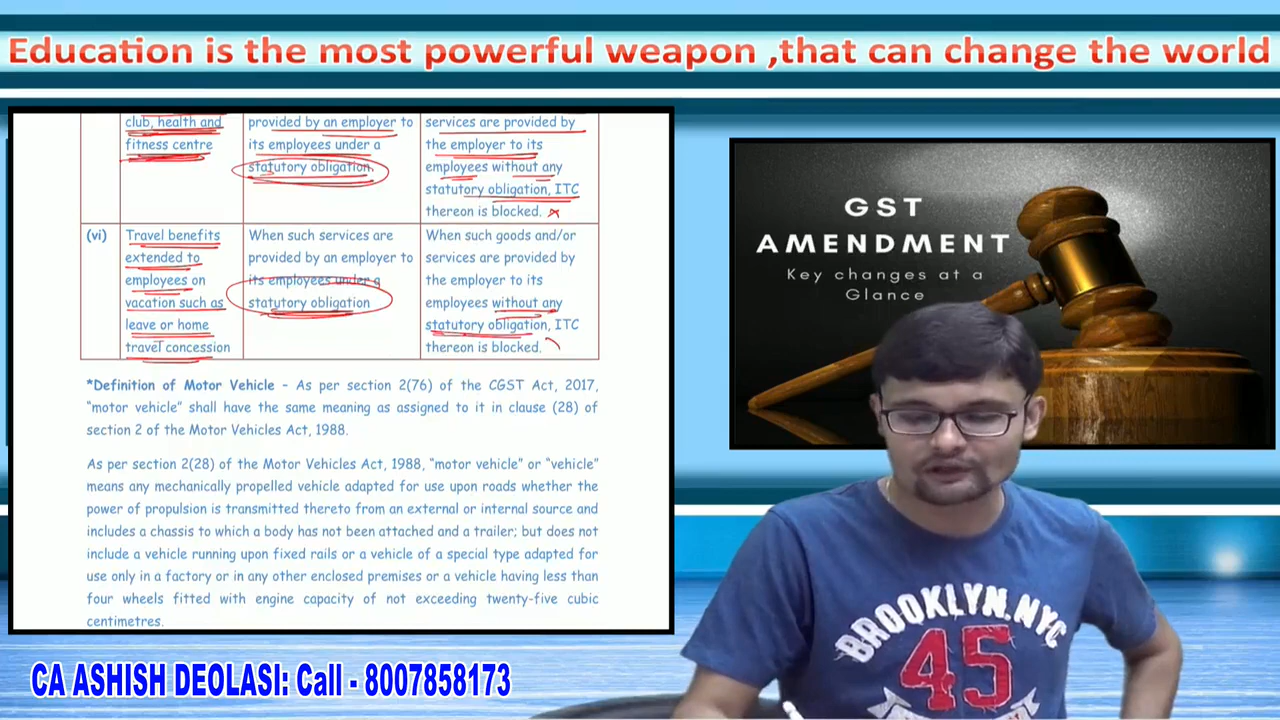 Education is the most powerful weapon ,that can change the world
club, health and
fitness centre
provided by an employer to
its employees under a
statutory obligation.
services are provided by
the employer to its
employees without any
statutory obligation, ITC
thereon is blocked.
(vi)
Travel benefits
extended to
employees on
vacation such as
leave or home
travel concession
When such services are
provided by an employer to
its employees under a
statutory obligation
When such goods and/or
services are provided by
the employer to its
employees without any
statutory obligation, ITC
thereon is blocked.
*Definition of Motor Vehicle – As per section 2(76) of the CGST Act, 2017,
“motor vehicle” shall have the same meaning as assigned to it in clause (28) of
section 2 of the Motor Vehicles Act, 1988.
As per section 2(28) of the Motor Vehicles Act, 1988, “motor vehicle” or “vehicle”
means any mechanically propelled vehicle adapted for use upon roads whether the
power of propulsion is transmitted thereto from an external or internal source and
includes a chassis to which a body has not been attached and a trailer; but does not
include a vehicle running upon fixed rails or a vehicle of a special type adapted for
use only in a factory or in any other enclosed premises or a vehicle having less than
four wheels fitted with engine capacity of not exceeding twenty-five cubic
centimetres.
GST
AMENDMENT
Key changes at a
Glance
BROOKLYN.NYC
45
CA ASHISH DEOLASI: Call - 8007858173